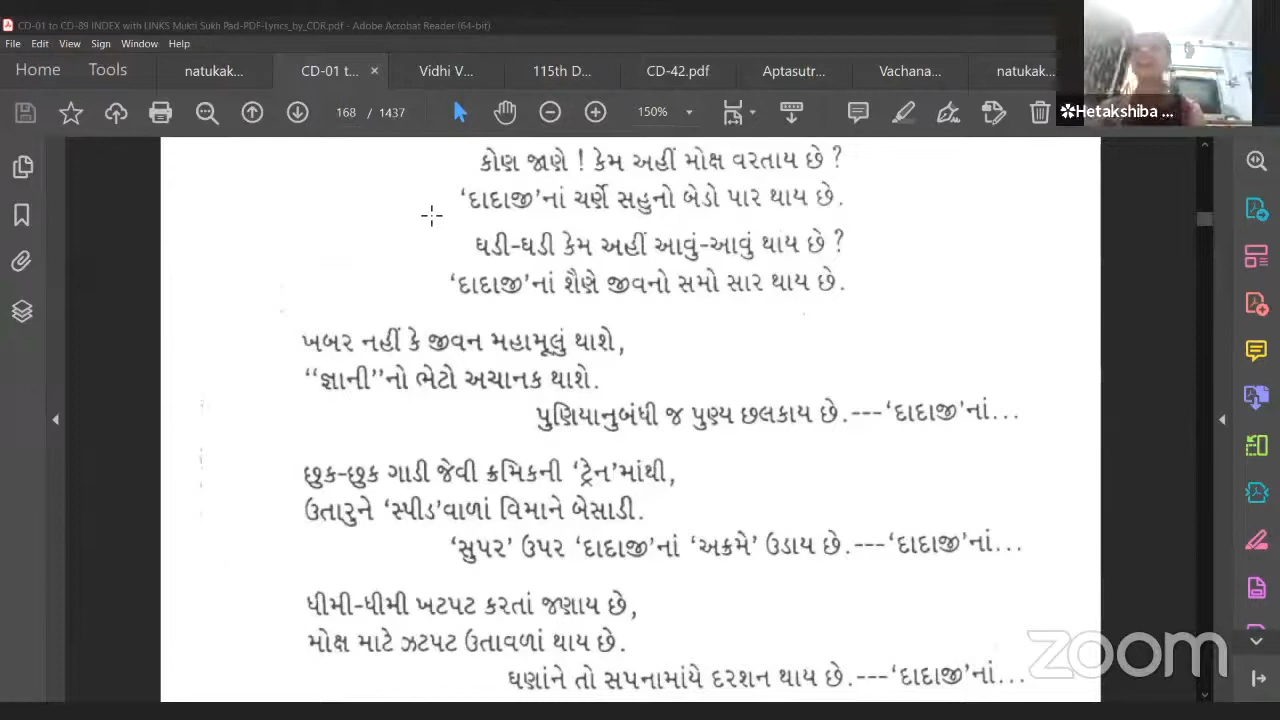 CD-01 to CD-89 INDEX with LINKS Mukti Sukh Pad-PDF-Lyncs_by_CDR.pdf - Adobe Acrobat Reader (64-bit)
File Edit View Sign Window Help
Home Tools natukak... CD-01 t... × Vidhi V... 115th D... CD-42.pdf Aptasutr... Vachana... natukak...
168 / 1437 150%
Hetakshiba ...
કોણ જાણે ! કેમ અહીં મોક્ષ વરતાય છે ?
‘દાદાજી’નાં ચર્ણે સહુનો બેડો પાર થાય છે.
ઘડી-ઘડી કેમ અહીં આવું-આવું થાય છે ?
‘દાદાજી’નાં શૈણે જીવનો સમો સાર થાય છે.
ખબર નહીં કે જીવન મહામૂલું થાશે,
“જ્ઞાની”નો ભેટો અચાનક થાશે.
પુણિયાનુબંધી જ પુણ્ય છલકાય છે.---‘દાદાજી’નાં...
છુક-છુક ગાડી જેવી ક્રમિકની ‘ટ્રેન’માંથી,
ઉતારુને ‘સ્પીડ’વાળાં વિમાને બેસાડી.
‘સુપર’ ઉપર ‘દાદાજી’નાં ‘અક્રમે’ ઉડાય છે.---‘દાદાજી’નાં...
ધીમી-ધીમી ખટપટ કરતાં જણાય છે,
મોક્ષ માટે ઝટપટ ઉતાવળાં થાય છે.
ઘણાંને તો સપનામાંયે દરશન થાય છે.---‘દાદાજી’નાં...
zoom